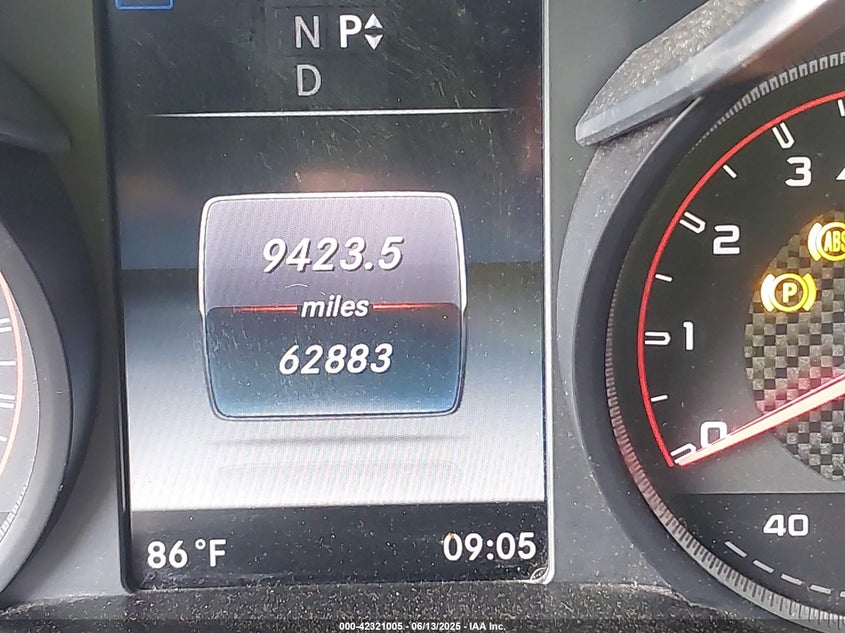 N P
D
9423.5
miles
62883
86°F 09:05
3
2
ABS
P
1
0
40
000-42321005 - 06/13/2025 - IAA Inc.